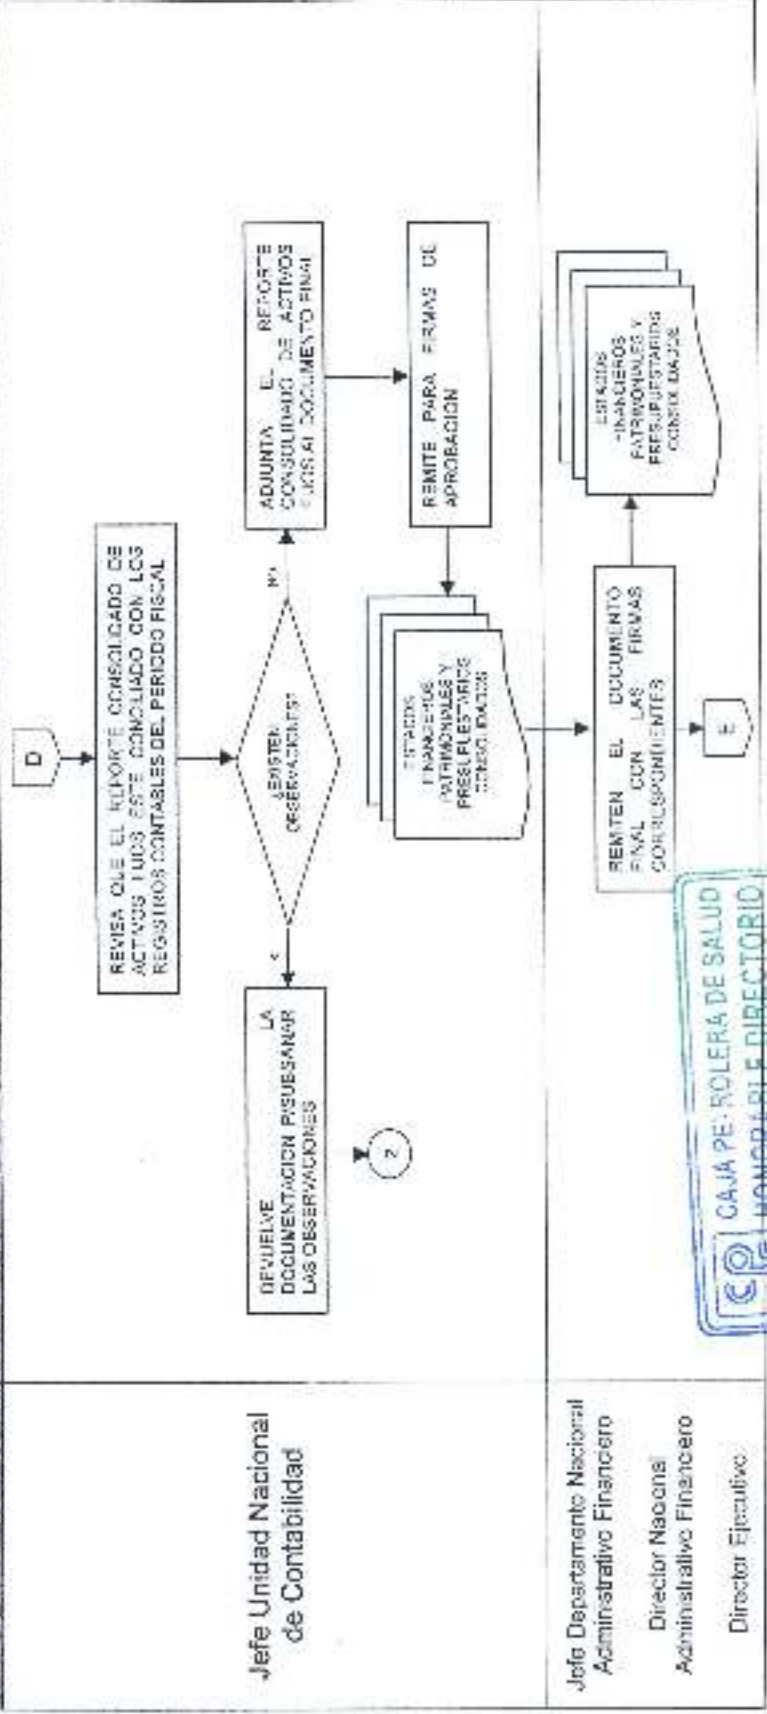 Jefe Unidad Nacional
de Contabilidad
D
REVISA QUE EL REPORTE CONSOLIDADO DE
ACTIVOS FIJOS ESTE CONCILIADO CON LOS
REGISTROS CONTABLES DEL PERIODO FISCAL
¿EXISTEN
OBSERVACIONES?
NO
DEVUELVE LA
DOCUMENTACION P/SUBSANAR
LAS OBSERVACIONES
2
ADJUNTA EL REPORTE
CONSOLIDADO DE ACTIVOS
FIJOS AL DOCUMENTO FINAL
REMITE PARA FIRMAS DE
APROBACION
ESTADOS
FINANCIEROS
PATRIMONIALES Y
PRESUPUESTARIOS
CONSOLIDADOS
Jefe Departamento Nacional
Administrativo Financiero
Director Nacional
Administrativo Financiero
Director Ejecutivo
REMITEN EL DOCUMENTO
FINAL CON LAS FIRMAS
CORRESPONDIENTES
ESTADOS
FINANCIEROS
PATRIMONIALES Y
PRESUPUESTARIOS
CONSOLIDADOS
E
CAJA PETROLERA DE SALUD
HONORABLE DIRECTORIO